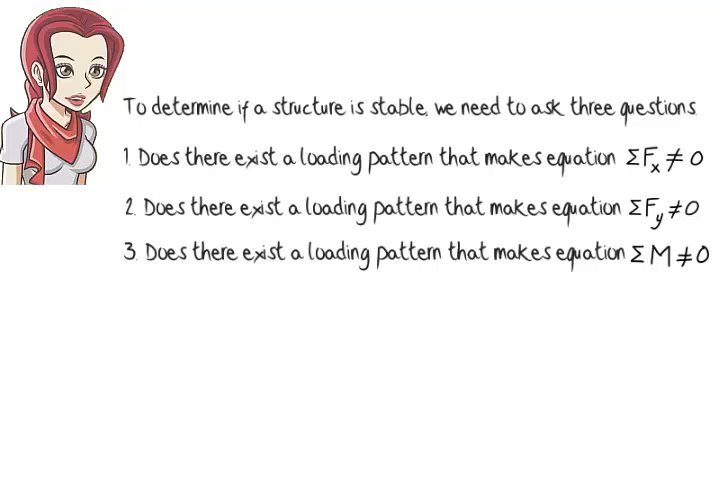 To determine if a structure is stable, we need to ask three questions
1. Does there exist a loading pattern that makes equation ΣFₓ ≠ 0
2. Does there exist a loading pattern that makes equation ΣFy ≠ 0
3. Does there exist a loading pattern that makes equation ΣM ≠ 0